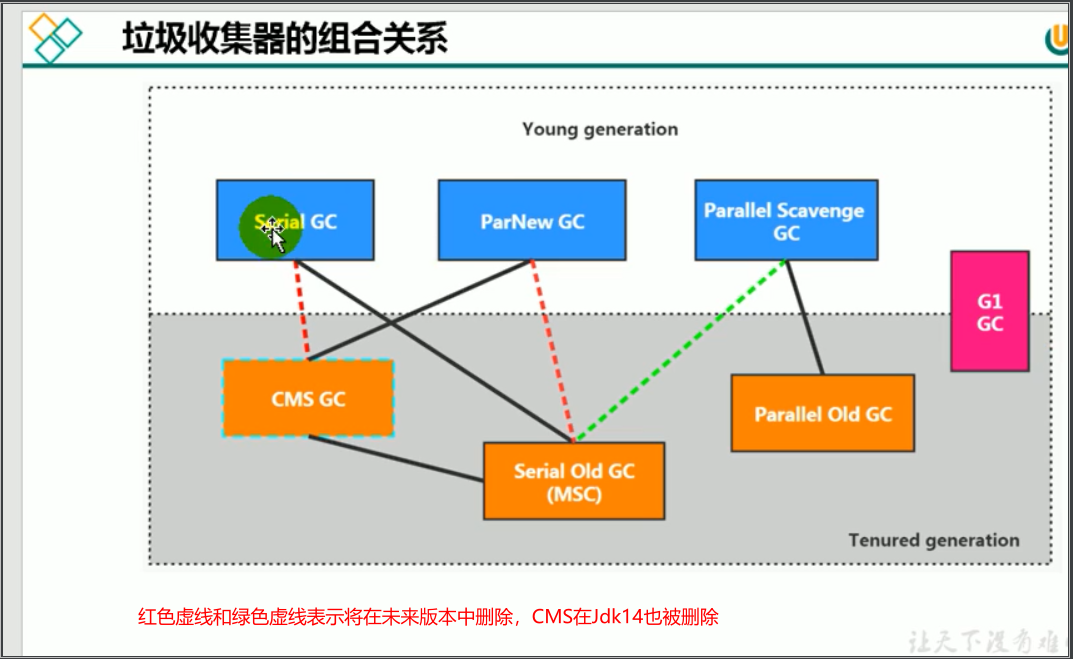 垃圾收集器的组合关系
Young generation
Serial GC
ParNew GC
Parallel Scavenge
GC
G1
GC
CMS GC
Parallel Old GC
Serial Old GC
(MSC)
Tenured generation
红色虚线和绿色虚线表示将在未来版本中删除，CMS在Jdk14也被删除
让天下没有难